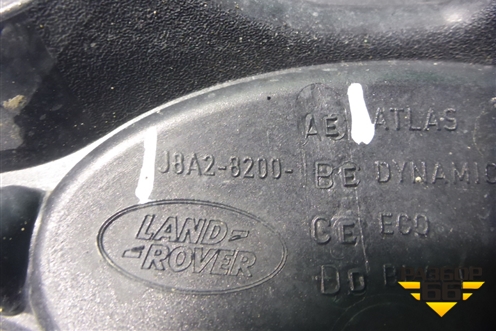 J8A2-8200-
AE ATLAS
BE DYNAMIC
CE ECO
LAND-
-ROVER